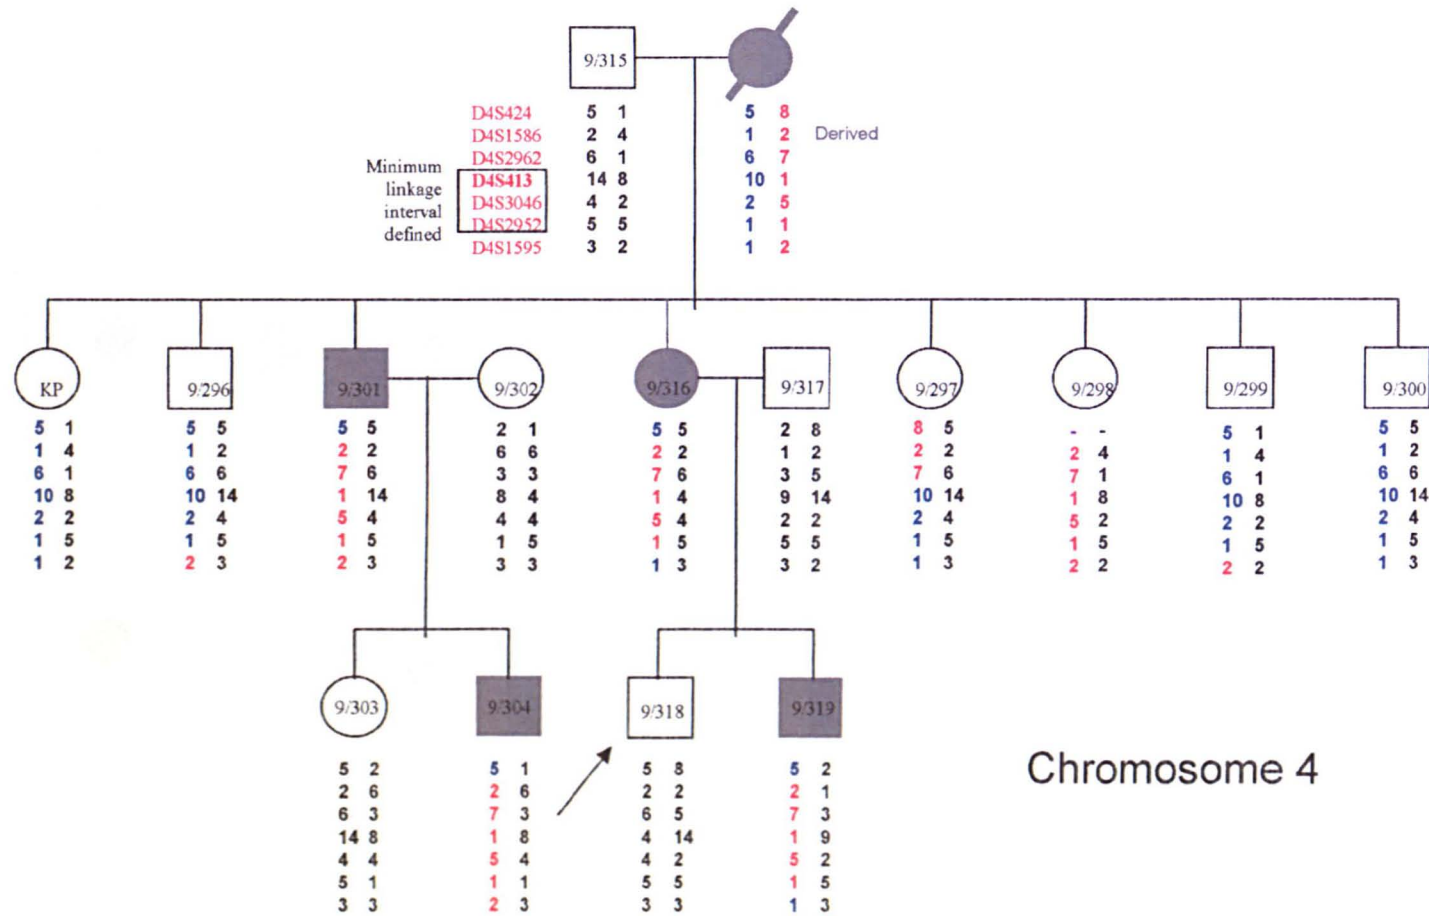 9/315
D4S424 5 1 5 8
D4S1586 2 4 1 2 Derived
D4S2962 6 1 6 7
Minimum
linkage
interval
defined
D4S413 14 8 10 1
D4S3046 4 2 2 5
D4S2952 5 5 1 1
D4S1595 3 2 1 2
KP 9/296 9/301 9/302 9/316 9/317 9/297 9/298 9/299 9/300
5 1 5 5 5 5 2 1 5 5 2 8 8 5 - - 5 1 5 5
1 4 1 2 2 2 6 6 2 2 1 2 2 2 2 4 1 4 1 2
6 1 6 6 7 6 3 3 7 6 3 5 7 6 7 1 6 1 6 6
10 8 10 14 1 14 8 4 1 4 9 14 10 14 1 8 10 8 10 14
2 2 2 4 5 4 4 4 5 4 2 2 2 4 5 2 2 2 2 4
1 5 1 5 1 5 1 5 1 5 5 5 1 5 1 5 1 5 1 5
1 2 2 3 2 3 3 3 1 3 3 2 1 3 2 2 2 2 1 3
9/303 9/304 9/318 9/319
5 2 5 1 5 8 5 2
2 6 2 6 2 2 2 1
6 3 7 3 6 5 7 3
14 8 1 8 4 14 1 9
4 4 5 4 4 2 5 2
5 1 1 1 5 5 1 5
3 3 2 3 3 3 1 3
Chromosome 4